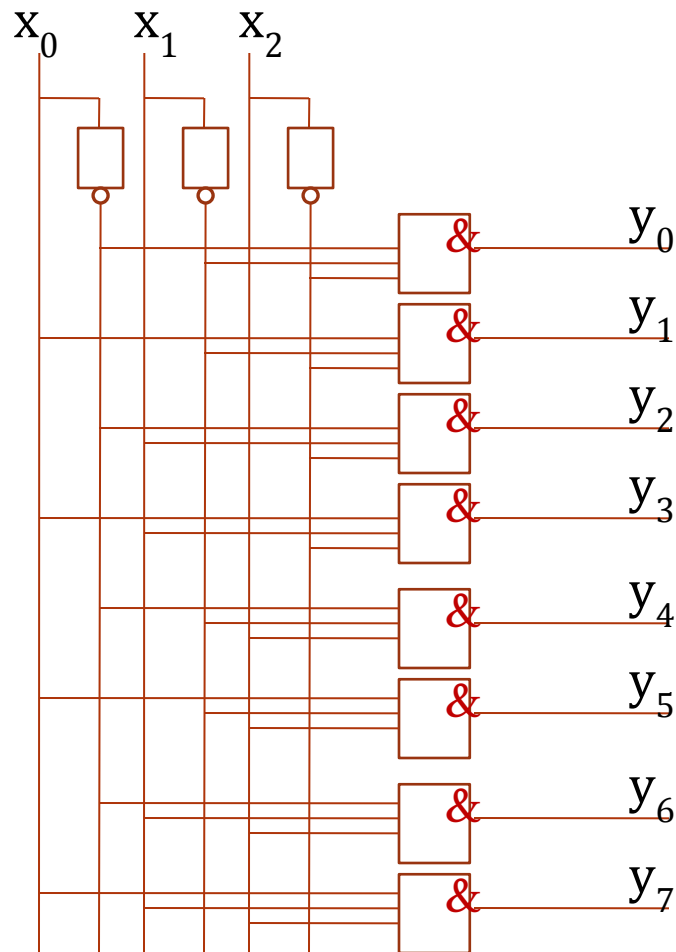 x₀ x₁ x₂
& y₀
& y₁
& y₂
& y₃
& y₄
& y₅
& y₆
& y₇